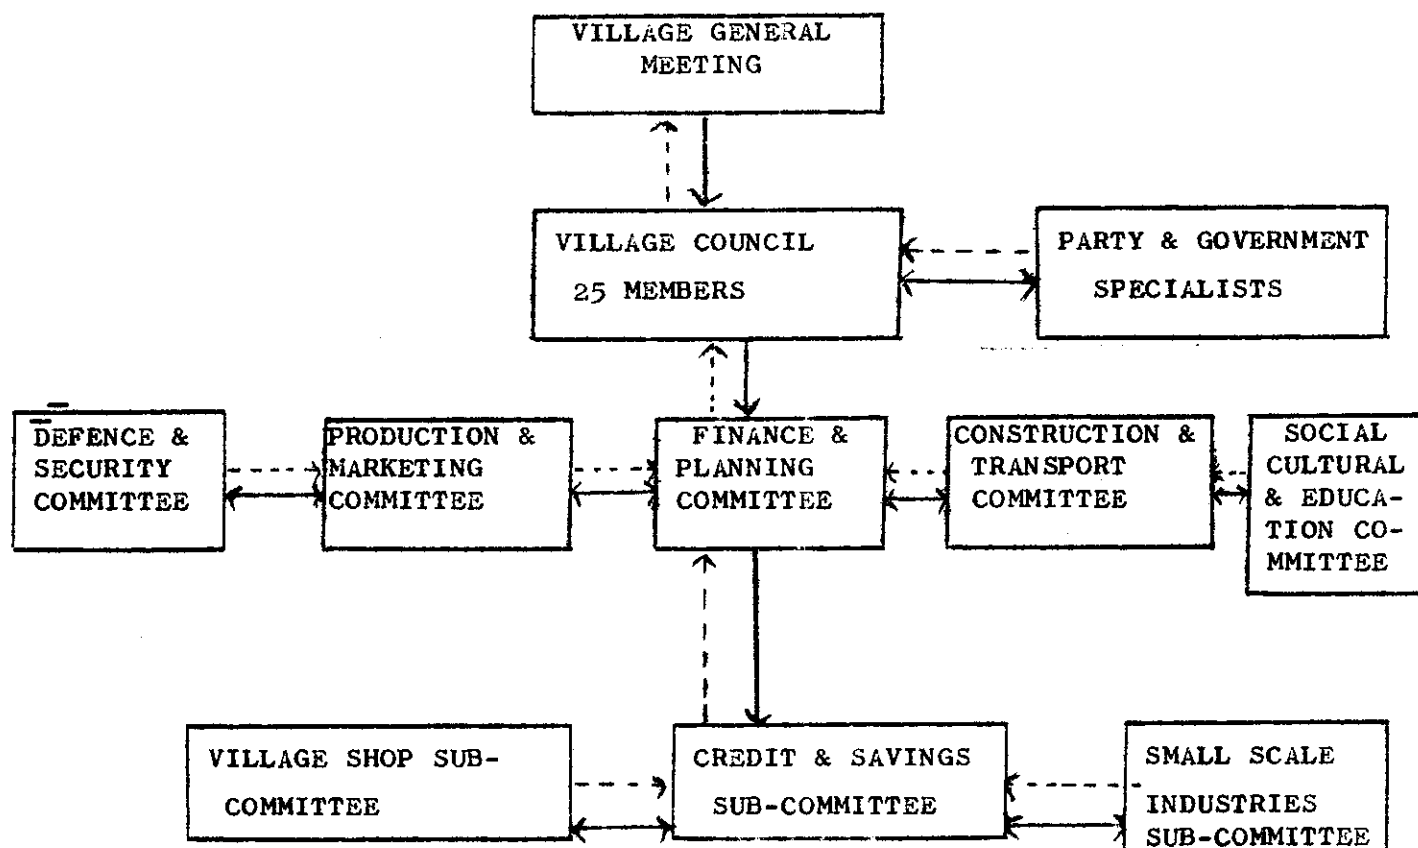 VILLAGE GENERAL
MEETING
VILLAGE COUNCIL
25 MEMBERS
PARTY & GOVERNMENT
SPECIALISTS
DEFENCE &
SECURITY
COMMITTEE
PRODUCTION &
MARKETING
COMMITTEE
FINANCE &
PLANNING
COMMITTEE
CONSTRUCTION &
TRANSPORT
COMMITTEE
SOCIAL
CULTURAL
& EDUCA-
TION CO-
MMITTEE
VILLAGE SHOP SUB-
COMMITTEE
CREDIT & SAVINGS
SUB-COMMITTEE
SMALL SCALE
INDUSTRIES
SUB-COMMITTEE